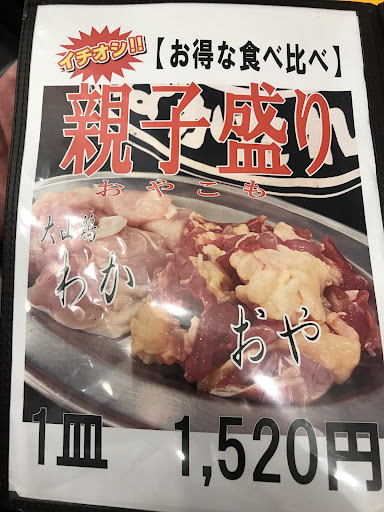 イチオシ!!
【お得な食べ比べ】
親子盛り
おやこも
大山鶏
わか
おや
1皿 1,520円